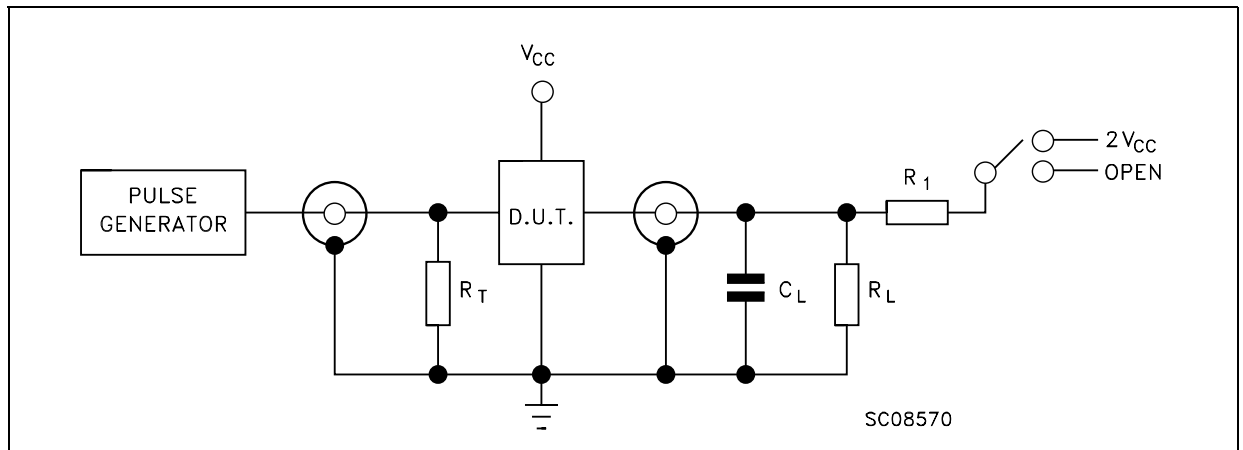 VCC
2VCC
OPEN
R1
PULSE
GENERATOR
D.U.T.
RT
CL
RL
SC08570